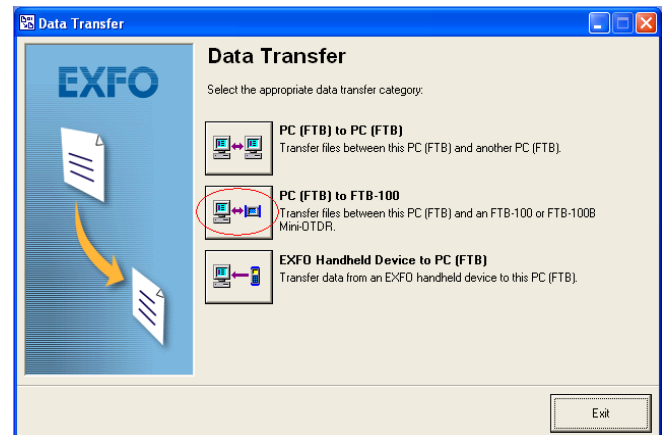 Data Transfer
EXFO
Data Transfer
Select the appropriate data transfer category:
PC (FTB) to PC (FTB)
Transfer files between this PC (FTB) and another PC (FTB).
PC (FTB) to FTB-100
Transfer files between this PC (FTB) and an FTB-100 or FTB-100B
Mini-OTDR.
EXFO Handheld Device to PC (FTB)
Transfer data from an EXFO handheld device to this PC (FTB).
Exit